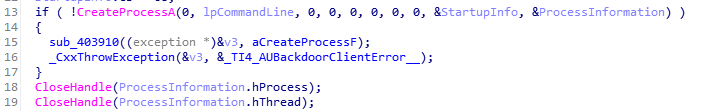 13 if ( !CreateProcessA(0, lpCommandLine, 0, 0, 0, 0, 0, 0, &StartupInfo, &ProcessInformation) )
14 {
15 sub_403910((exception *)&v3, aCreateProcessF);
16 _CxxThrowException(&v3, &_TI4_AUBackdoorClientError__);
17 }
18 CloseHandle(ProcessInformation.hProcess);
19 CloseHandle(ProcessInformation.hThread);